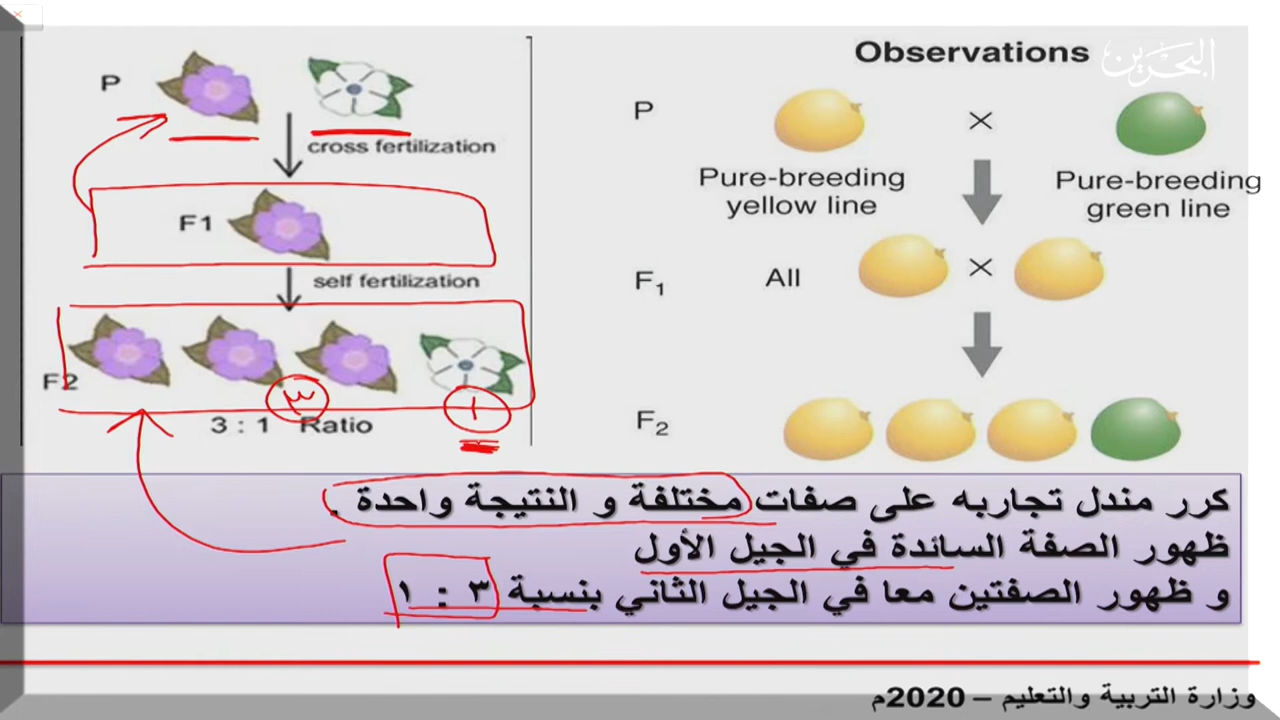 P
cross fertilization
F1
self fertilization
F2
٣
١
3 : 1 Ratio
Observations
البحرين
P
×
Pure-breeding yellow line
Pure-breeding green line
F1
All
×
F2
كرر مندل تجاربه على صفات مختلفة و النتيجة واحدة .
ظهور الصفة السائدة في الجيل الأول
و ظهور الصفتين معا في الجيل الثاني بنسبة ٣ : ١
وزارة التربية والتعليم – 2020م